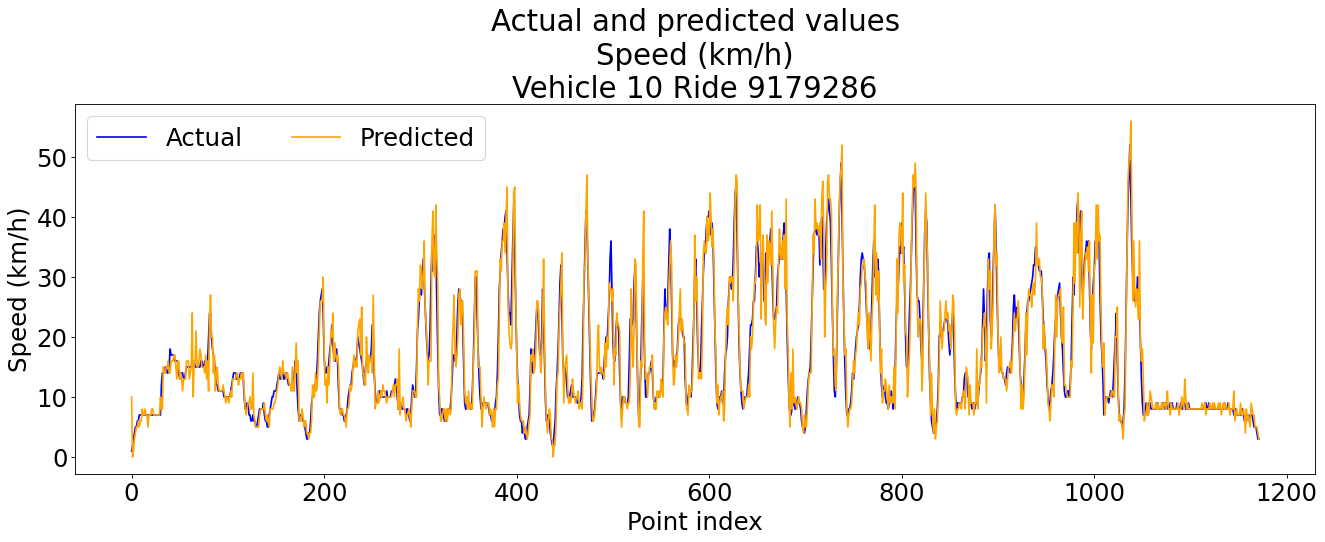 Actual and predicted values
Speed (km/h)
Vehicle 10 Ride 9179286
Actual Predicted
Speed (km/h)
50
40
30
20
10
0
0 200 400 600 800 1000 1200
Point index